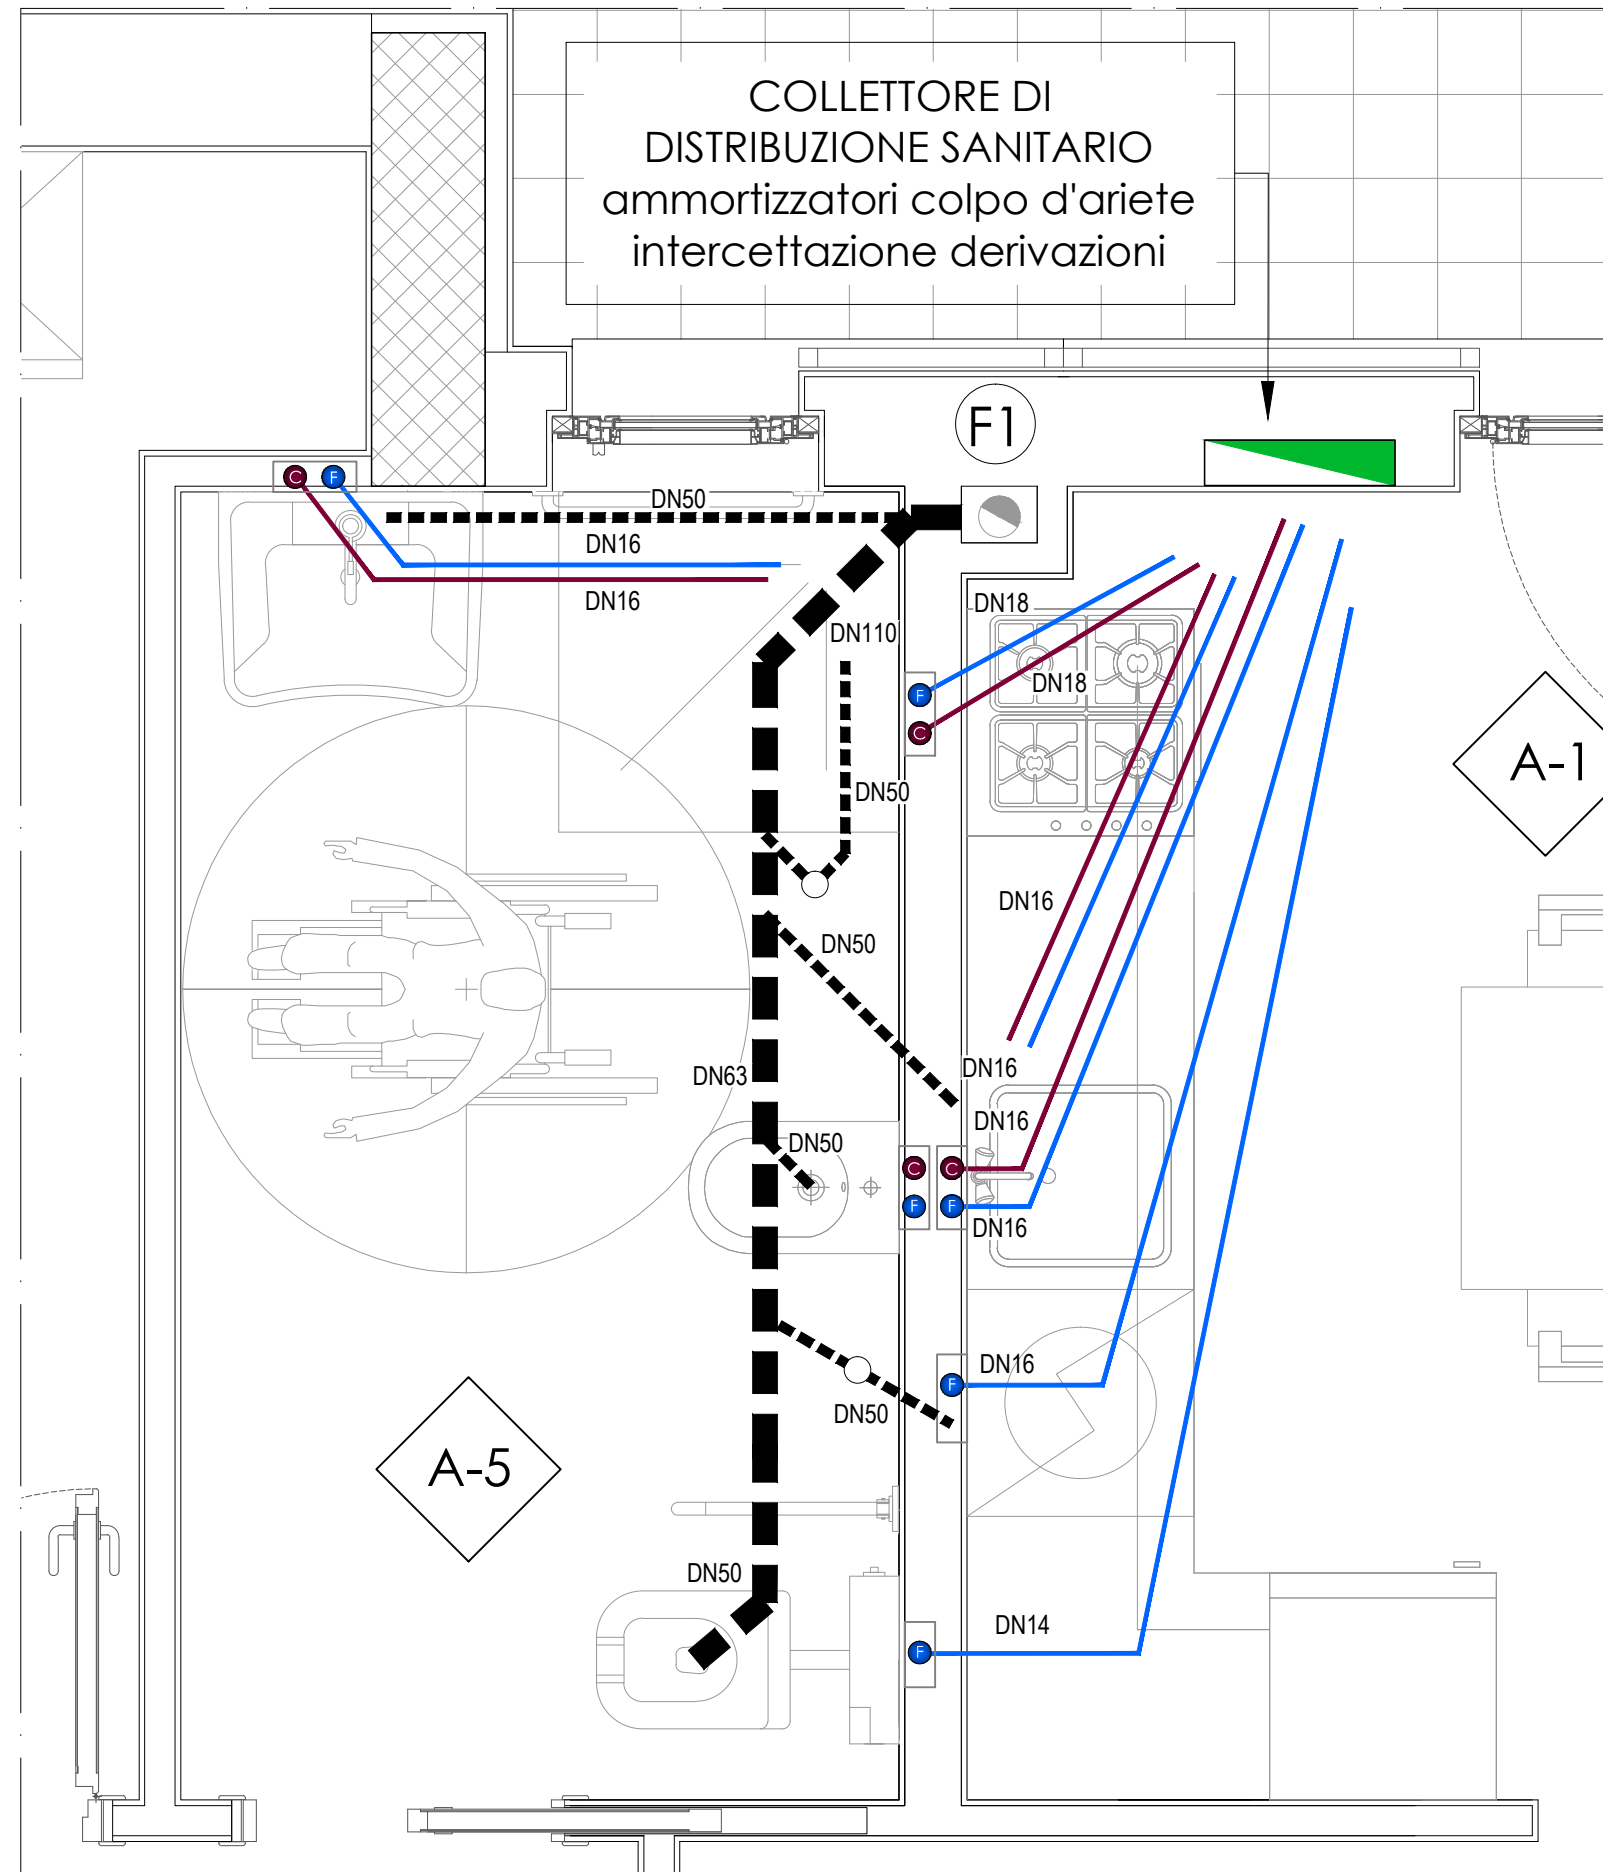 COLLETTORE DI
DISTRIBUZIONE SANITARIO
ammortizzatori colpo d'ariete
intercettazione derivazioni
F1
C F
DN50
DN16
DN16
DN18
DN110
DN18
F
C
A-1
DN50
DN16
DN50
DN16
DN63
DN16
DN50
C C
F F
DN16
DN16
F
DN50
A-5
DN50
DN14
F